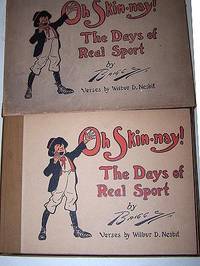 Oh Skin-nay!
The Days of
Real Sport
by
Briggs
Verses by Wilbur D. Nesbit
Oh Skin-nay!
The Days of
Real Sport
by
Briggs
Verses by Wilbur D. Nesbit